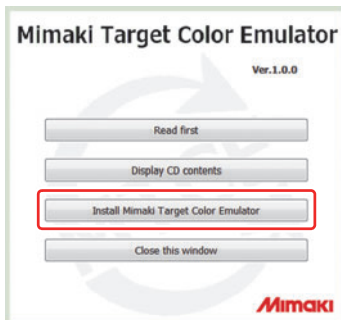 Mimaki Target Color Emulator
Ver.1.0.0
Read first
Display CD contents
Install Mimaki Target Color Emulator
Close this window
Mimaki